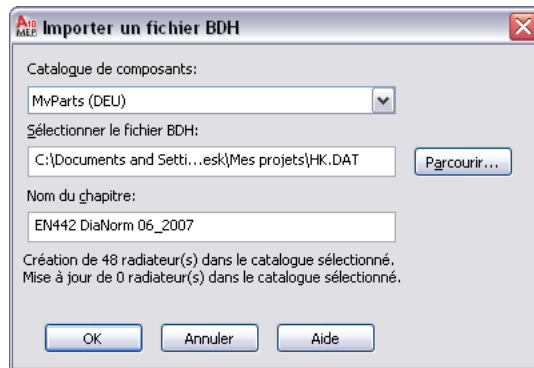 A10 MEP Importer un fichier BDH
Catalogue de composants:
MvParts (DEU)
Sélectionner le fichier BDH:
C:\Documents and Setti...esk\Mes projets\HK.DAT
Parcourir...
Nom du chapitre:
EN442 DiaNorm 06_2007
Création de 48 radiateur(s) dans le catalogue sélectionné.
Mise à jour de 0 radiateur(s) dans le catalogue sélectionné.
OK Annuler Aide